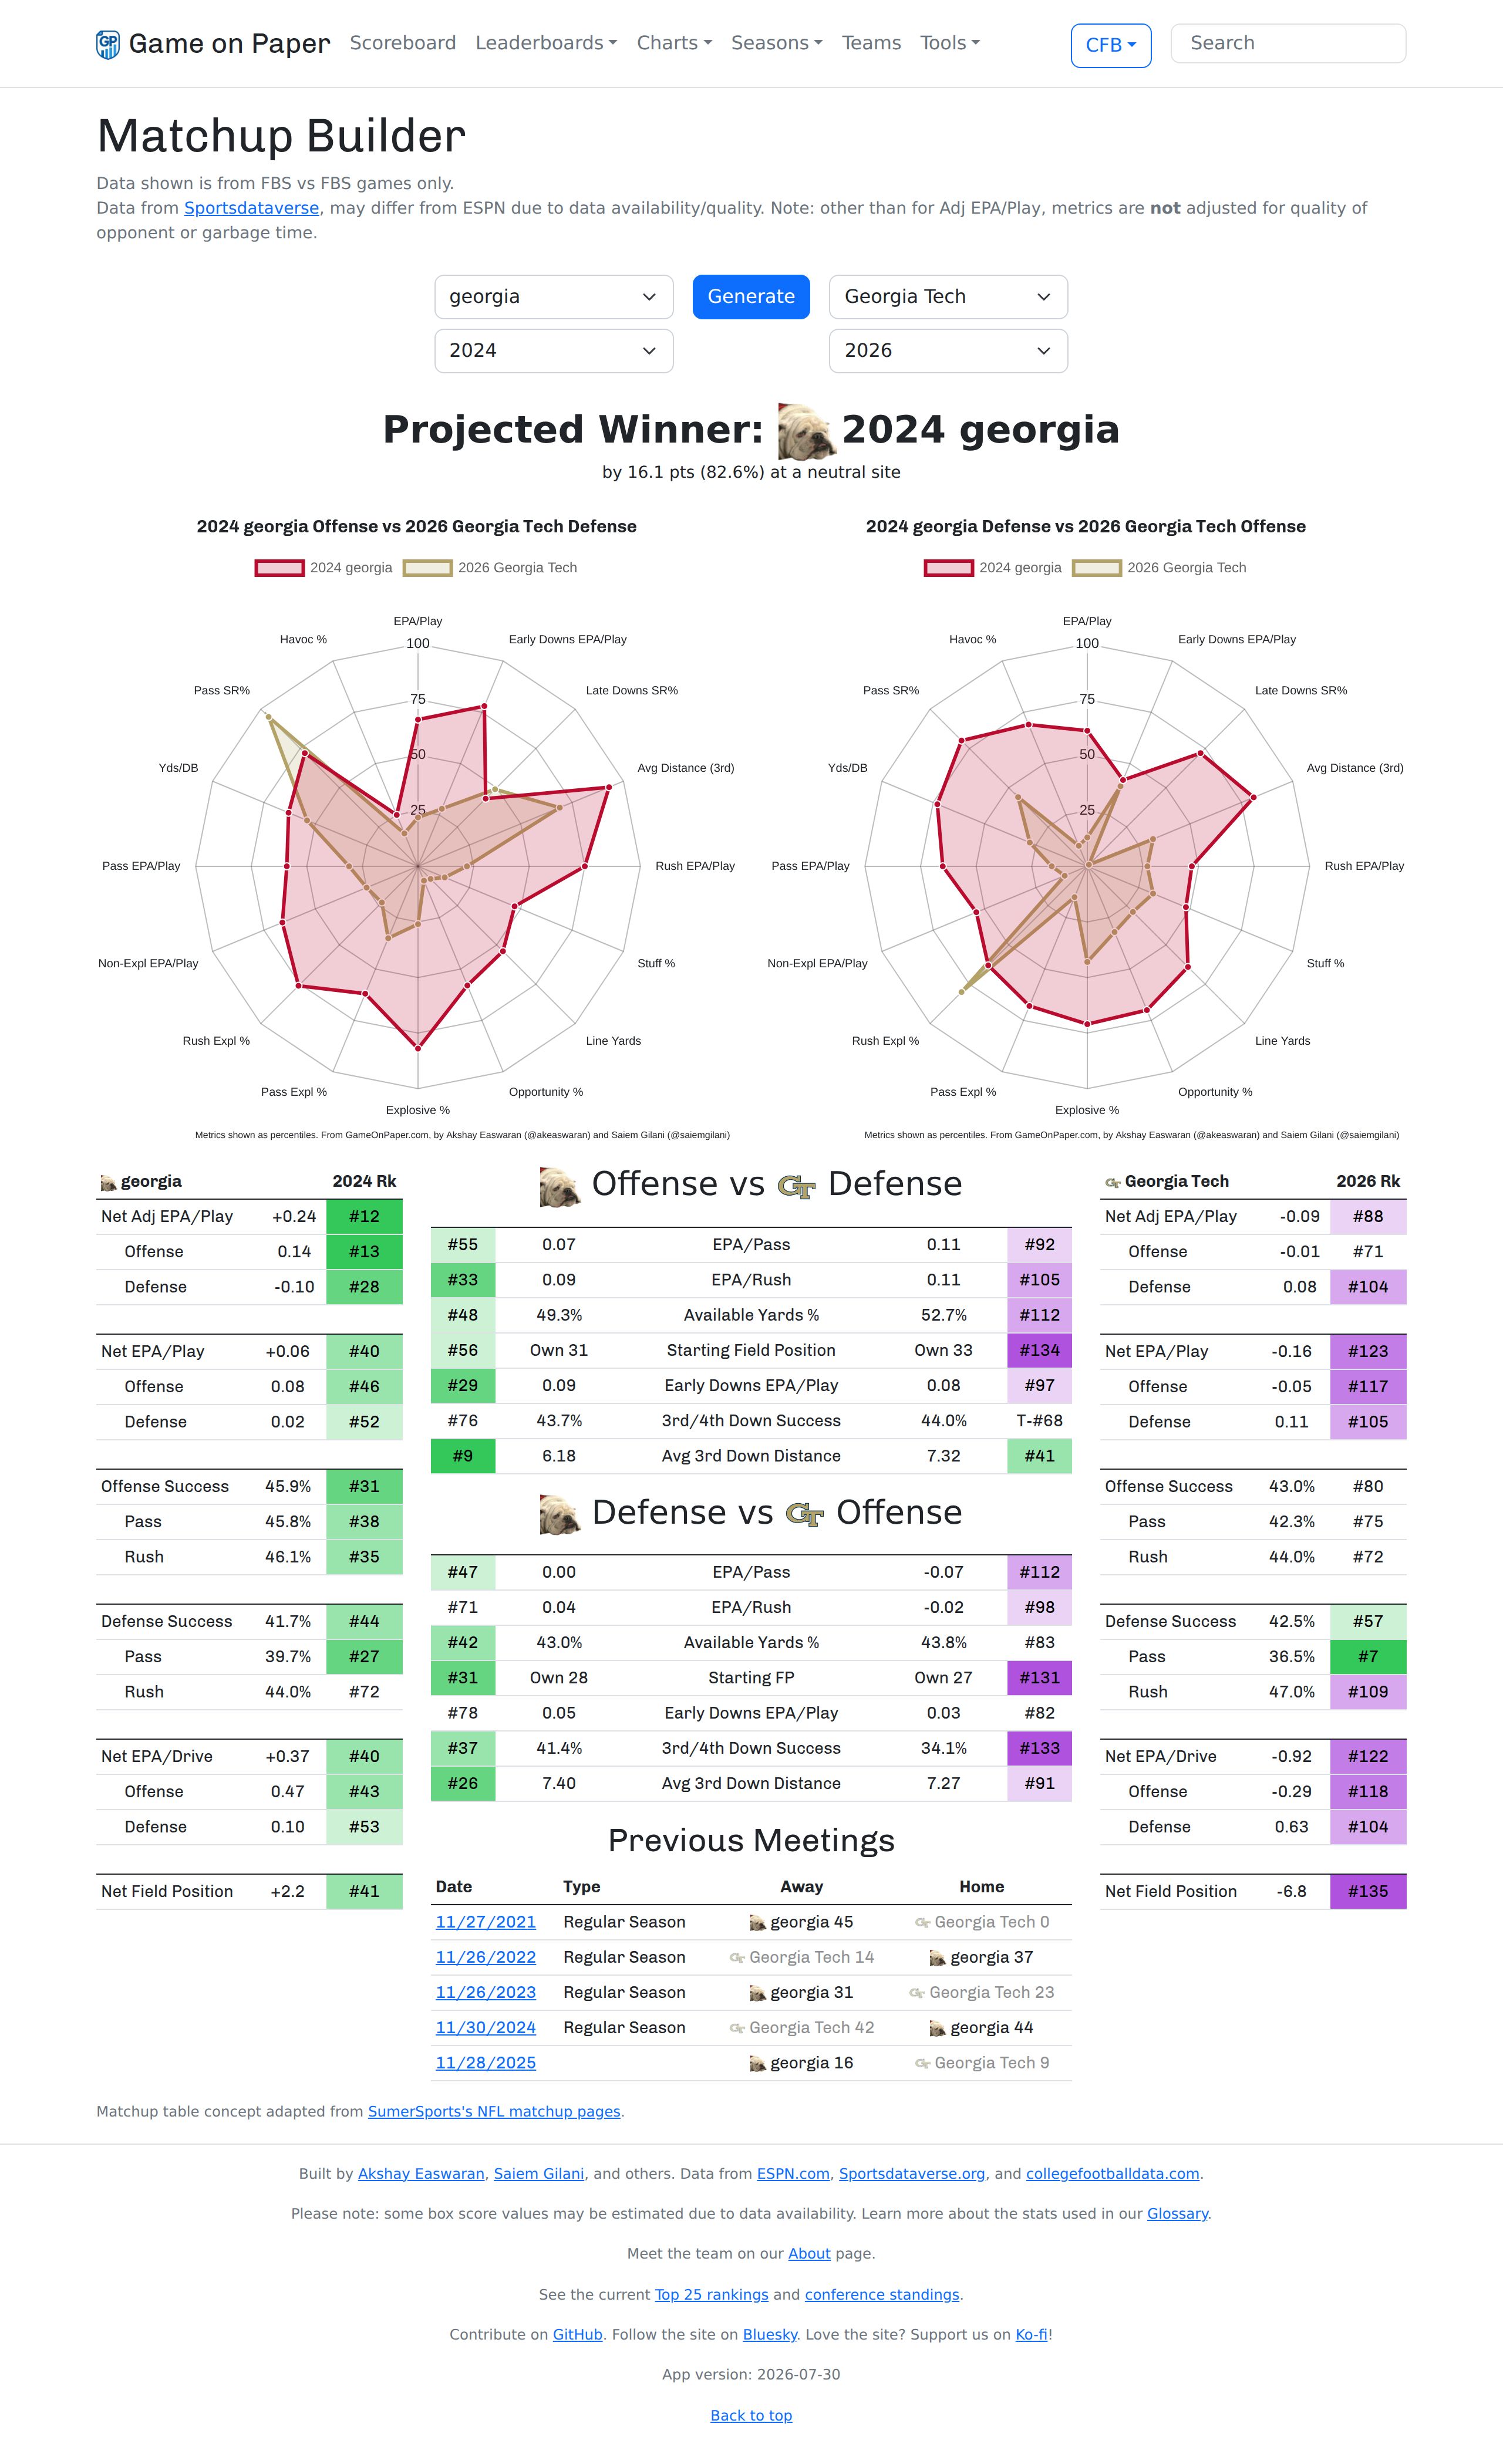 GP Game on Paper Scoreboard Leaderboards Charts Seasons Teams Tools CFB Search
Matchup Builder
Data shown is from FBS vs FBS games only.
Data from Sportsdataverse, may differ from ESPN due to data availability/quality. Note: other than for Adj EPA/Play, metrics are not adjusted for quality of
opponent or garbage time.
georgia Generate Georgia Tech
2024 2026
Projected Winner: 2024 georgia
by 16.1 pts (82.6%) at a neutral site
2024 georgia Offense vs 2026 Georgia Tech Defense
2024 georgia 2026 Georgia Tech
EPA/Play
Havoc % 100 Early Downs EPA/Play
Pass SR% 75 Late Downs SR%
Yds/DB 50 Avg Distance (3rd)
25
Pass EPA/Play Rush EPA/Play
Non-Expl EPA/Play Stuff %
Rush Expl % Line Yards
Pass Expl % Opportunity %
Explosive %
Metrics shown as percentiles. From GameOnPaper.com, by Akshay Easwaran (@akeaswaran) and Saiem Gilani (@saiemgilani)
2024 georgia Defense vs 2026 Georgia Tech Offense
2024 georgia 2026 Georgia Tech
EPA/Play
Havoc % 100 Early Downs EPA/Play
Pass SR% 75 Late Downs SR%
Yds/DB 50 Avg Distance (3rd)
25
Pass EPA/Play Rush EPA/Play
Non-Expl EPA/Play Stuff %
Rush Expl % Line Yards
Pass Expl % Opportunity %
Explosive %
Metrics shown as percentiles. From GameOnPaper.com, by Akshay Easwaran (@akeaswaran) and Saiem Gilani (@saiemgilani)
georgia 2024 Rk
Net Adj EPA/Play +0.24 #12
Offense 0.14 #13
Defense -0.10 #28
Net EPA/Play +0.06 #40
Offense 0.08 #46
Defense 0.02 #52
Offense Success 45.9% #31
Pass 45.8% #38
Rush 46.1% #35
Defense Success 41.7% #44
Pass 39.7% #27
Rush 44.0% #72
Net EPA/Drive +0.37 #40
Offense 0.47 #43
Defense 0.10 #53
Net Field Position +2.2 #41
Offense vs GT Defense
#55 0.07 EPA/Pass 0.11 #92
#33 0.09 EPA/Rush 0.11 #105
#48 49.3% Available Yards % 52.7% #112
#56 Own 31 Starting Field Position Own 33 #134
#29 0.09 Early Downs EPA/Play 0.08 #97
#76 43.7% 3rd/4th Down Success 44.0% T-#68
#9 6.18 Avg 3rd Down Distance 7.32 #41
Defense vs GT Offense
#47 0.00 EPA/Pass -0.07 #112
#71 0.04 EPA/Rush -0.02 #98
#42 43.0% Available Yards % 43.8% #83
#31 Own 28 Starting FP Own 27 #131
#78 0.05 Early Downs EPA/Play 0.03 #82
#37 41.4% 3rd/4th Down Success 34.1% #133
#26 7.40 Avg 3rd Down Distance 7.27 #91
Previous Meetings
Date Type Away Home
11/27/2021 Regular Season georgia 45 GT Georgia Tech 0
11/26/2022 Regular Season GT Georgia Tech 14 georgia 37
11/26/2023 Regular Season georgia 31 GT Georgia Tech 23
11/30/2024 Regular Season GT Georgia Tech 42 georgia 44
11/28/2025 georgia 16 GT Georgia Tech 9
GT Georgia Tech 2026 Rk
Net Adj EPA/Play -0.09 #88
Offense -0.01 #71
Defense 0.08 #104
Net EPA/Play -0.16 #123
Offense -0.05 #117
Defense 0.11 #105
Offense Success 43.0% #80
Pass 42.3% #75
Rush 44.0% #72
Defense Success 42.5% #57
Pass 36.5% #7
Rush 47.0% #109
Net EPA/Drive -0.92 #122
Offense -0.29 #118
Defense 0.63 #104
Net Field Position -6.8 #135
Matchup table concept adapted from SumerSports's NFL matchup pages.
Built by Akshay Easwaran, Saiem Gilani, and others. Data from ESPN.com, Sportsdataverse.org, and collegefootballdata.com.
Please note: some box score values may be estimated due to data availability. Learn more about the stats used in our Glossary.
Meet the team on our About page.
See the current Top 25 rankings and conference standings.
Contribute on GitHub. Follow the site on Bluesky. Love the site? Support us on Ko-fi!
App version: 2026-07-30
Back to top